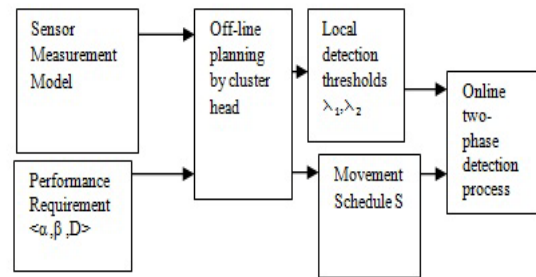 Sensor
Measurement
Model
Performance
Requirement
<α,β,D>
Off-line
planning
by cluster
head
Local
detection
thresholds
λ₁,λ₂
Movement
Schedule S
Online
two-
phase
detection
process